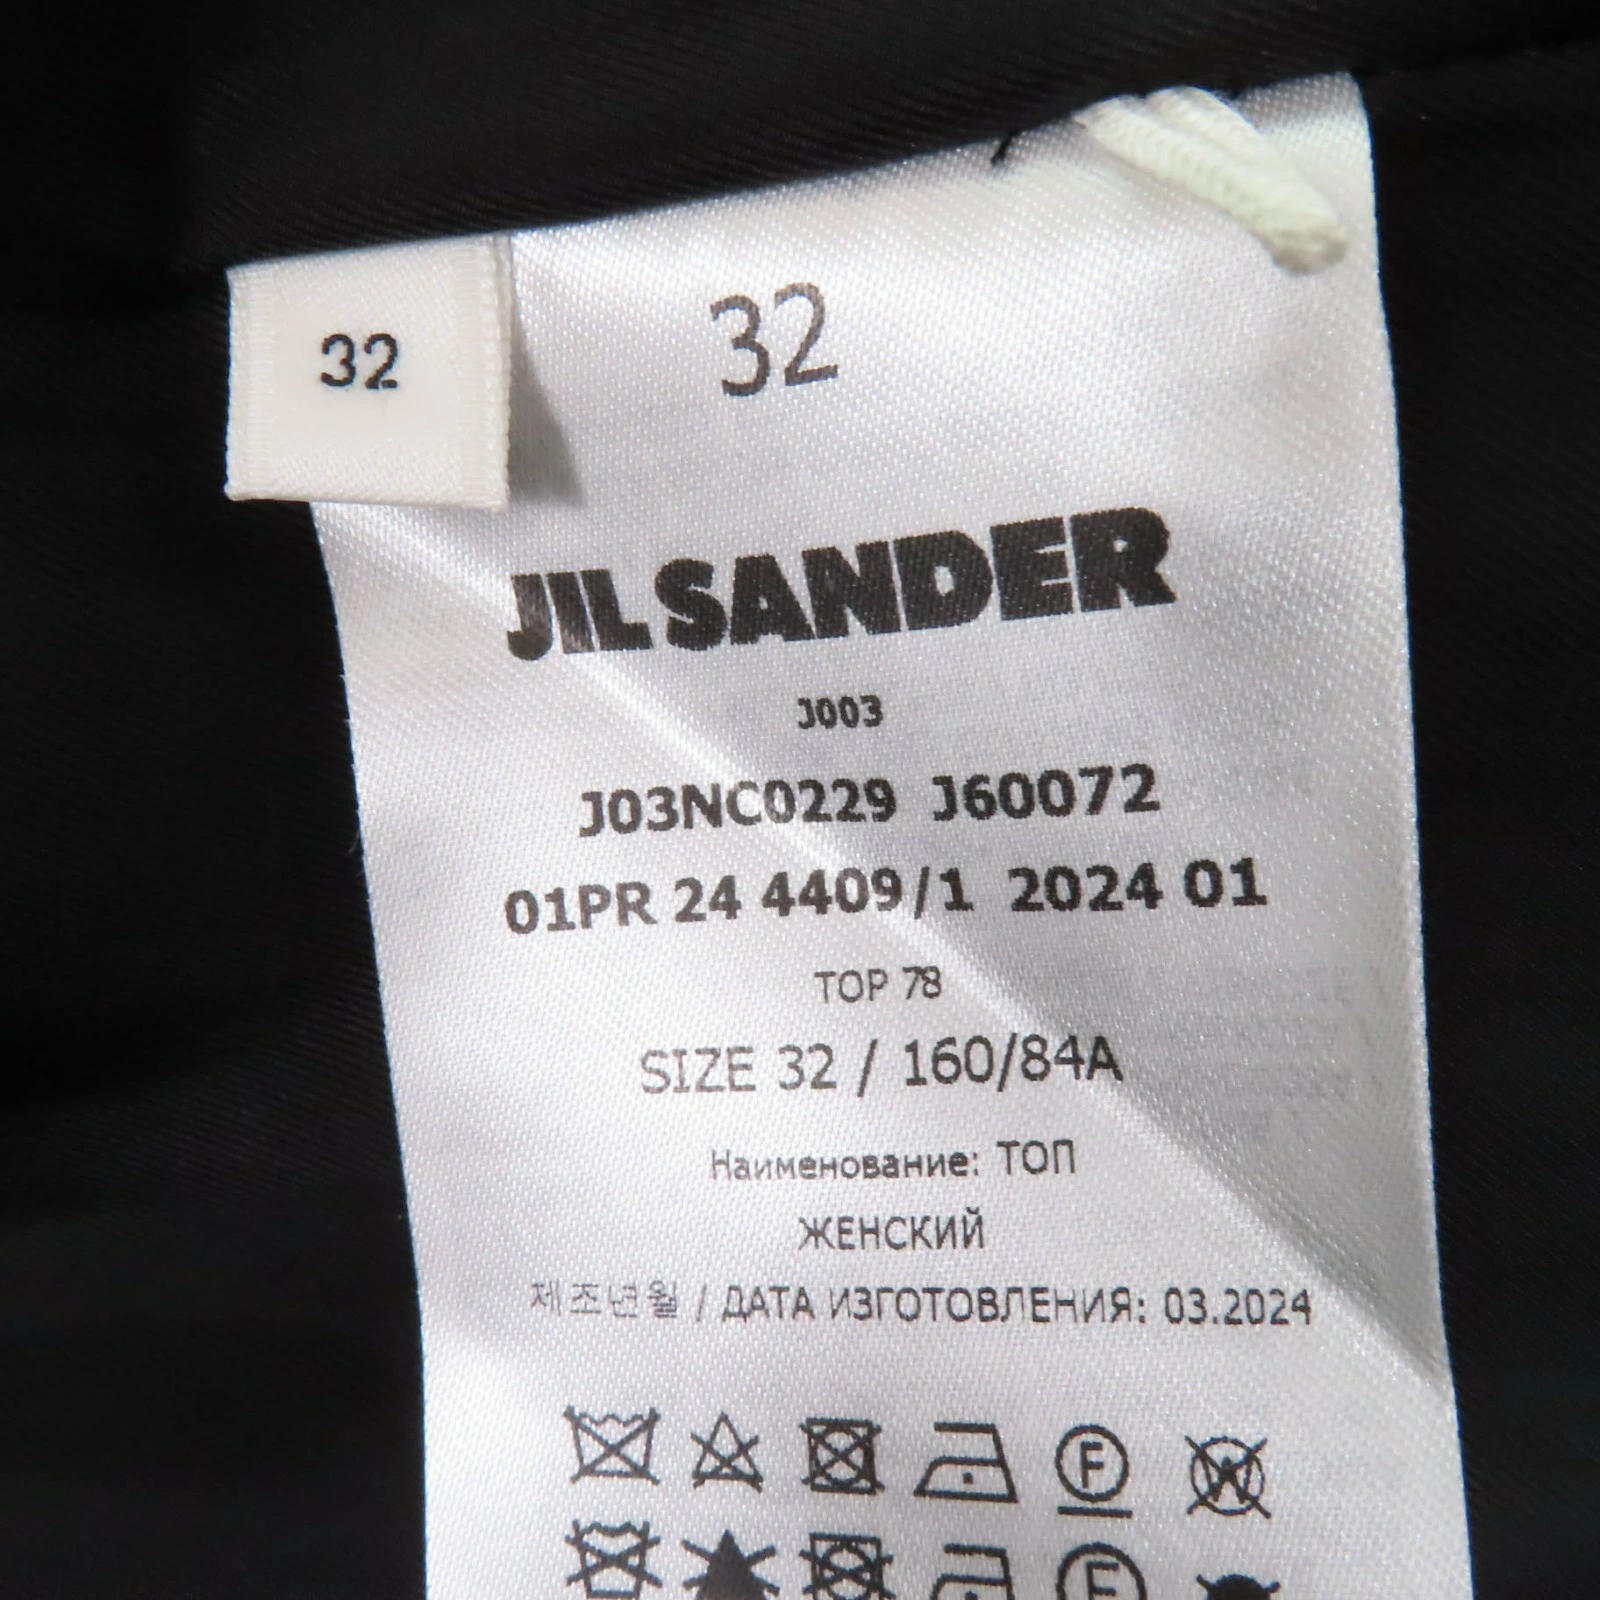 32
32
JIL SANDER
J003
J03NC0229 J60072
01PR 24 4409/1 2024 01
TOP 78
SIZE 32 / 160/84A
Наименование: ТОП
ЖЕНСКИЙ
제조년월 / ДАТА ИЗГОТОВЛЕНИЯ: 03.2024
F W
F